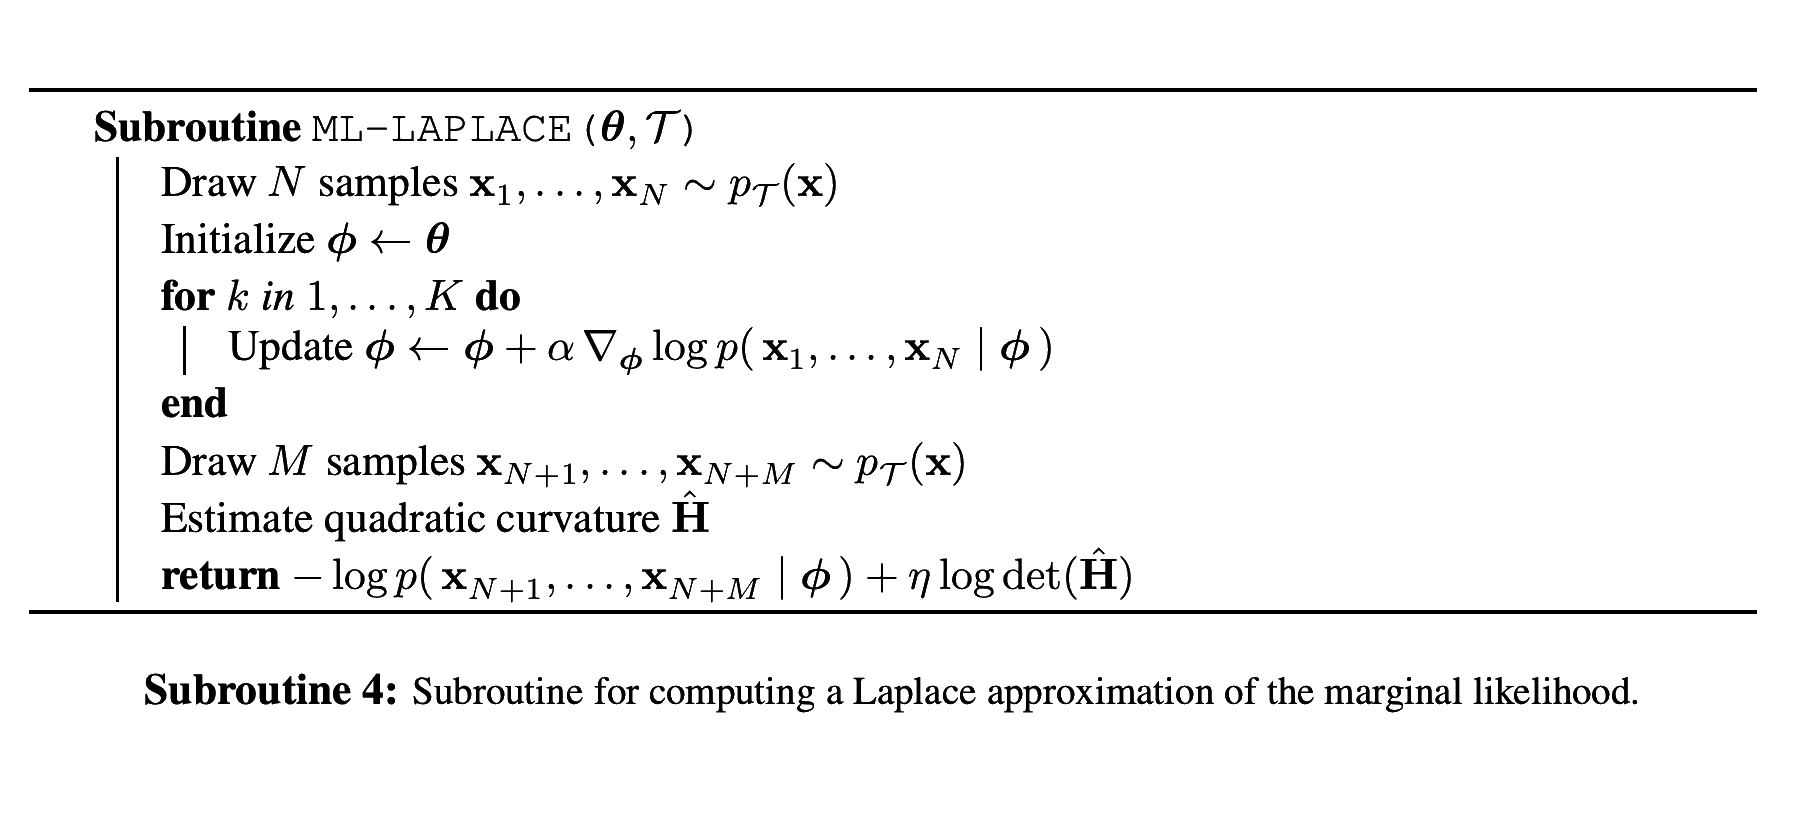 Subroutine ML-LAPLACE (𝜽, 𝒯)
Draw N samples 𝐱₁, . . . , 𝐱_N ∼ p_𝒯(𝐱)
Initialize 𝝓 ← 𝜽
for k in 1, . . . , K do
Update 𝝓 ← 𝝓 + α ∇_𝝓 log p( 𝐱₁, . . . , 𝐱_N | 𝝓 )
end
Draw M samples 𝐱_{N+1}, . . . , 𝐱_{N+M} ∼ p_𝒯(𝐱)
Estimate quadratic curvature 𝐇̂
return − log p( 𝐱_{N+1}, . . . , 𝐱_{N+M} | 𝝓 ) + η log det(𝐇̂)
Subroutine 4: Subroutine for computing a Laplace approximation of the marginal likelihood.